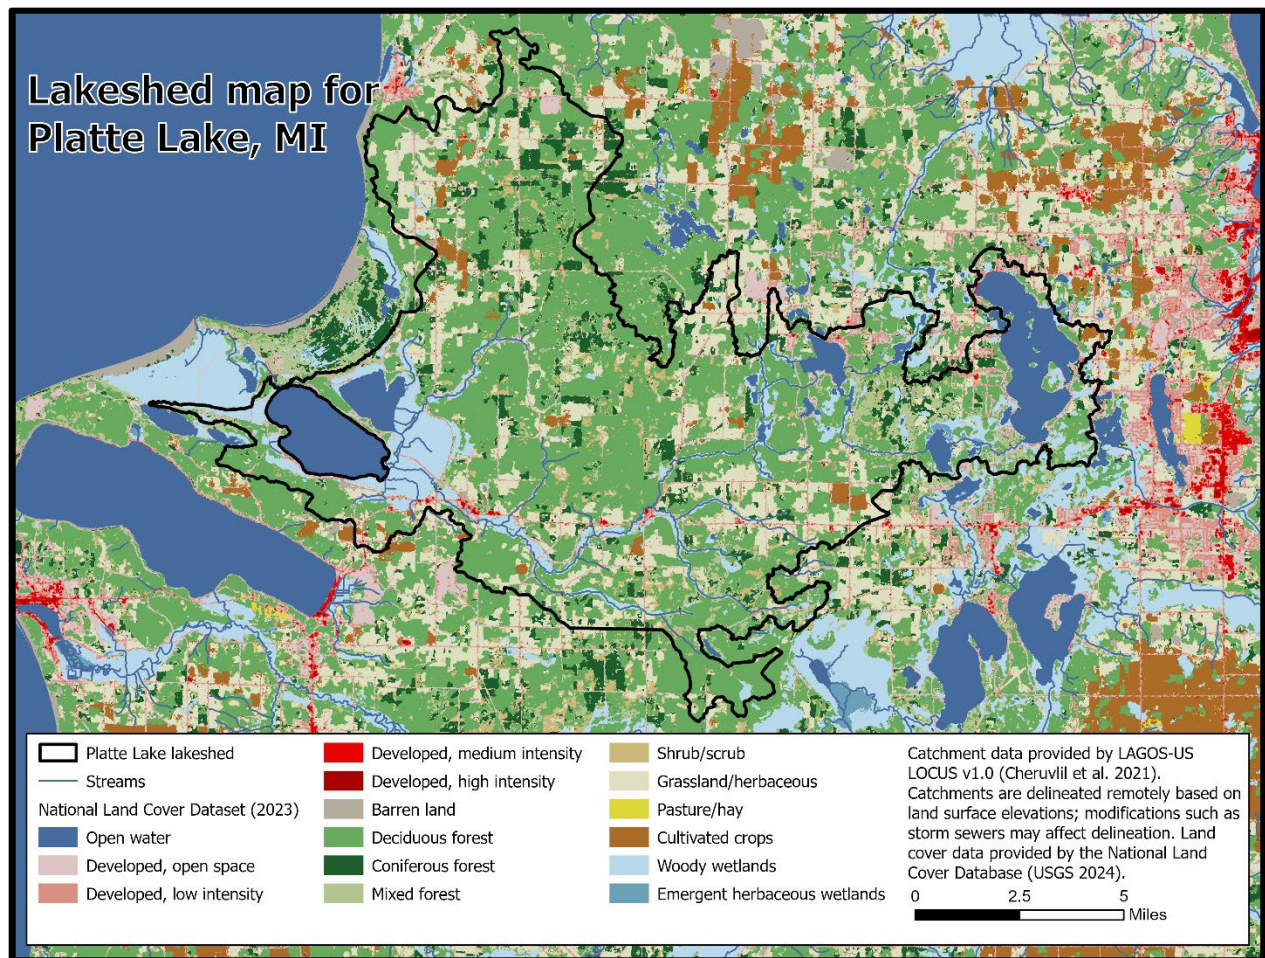 Lakeshed map for
Platte Lake, MI
Platte Lake lakeshed
Streams
National Land Cover Dataset (2023)
Open water
Developed, open space
Developed, low intensity
Developed, medium intensity
Developed, high intensity
Barren land
Deciduous forest
Coniferous forest
Mixed forest
Shrub/scrub
Grassland/herbaceous
Pasture/hay
Cultivated crops
Woody wetlands
Emergent herbaceous wetlands
Catchment data provided by LAGOS-US
LOCUS v1.0 (Cheruvlil et al. 2021).
Catchments are delineated remotely based on
land surface elevations; modifications such as
storm sewers may affect delineation. Land
cover data provided by the National Land
Cover Database (USGS 2024).
0 2.5 5
Miles